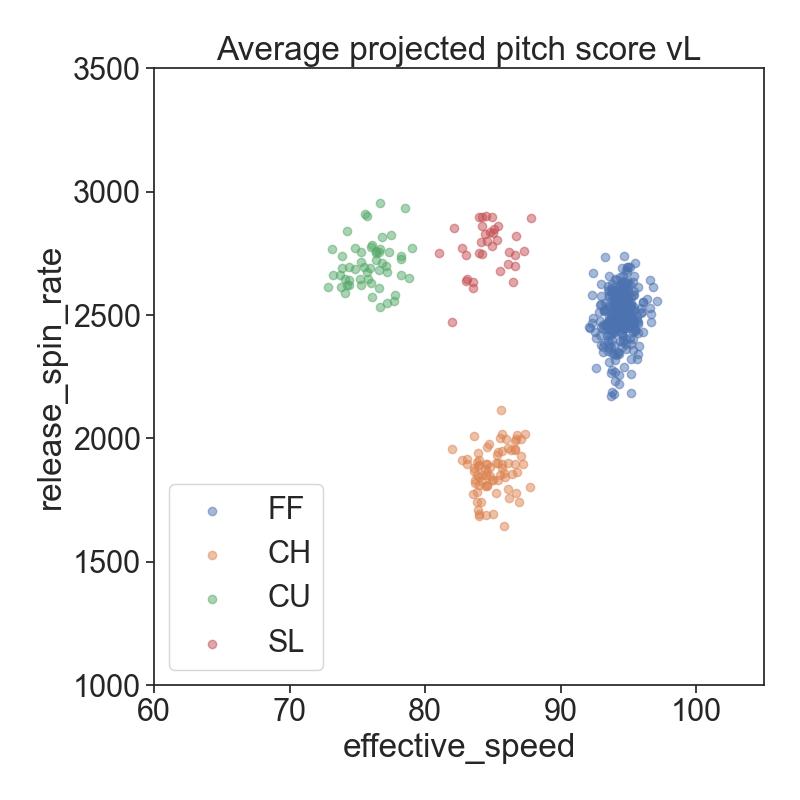 Average projected pitch score vL
3500
3000
2500
2000
1500
1000
release_spin_rate
FF
CH
CU
SL
60 70 80 90 100
effective_speed